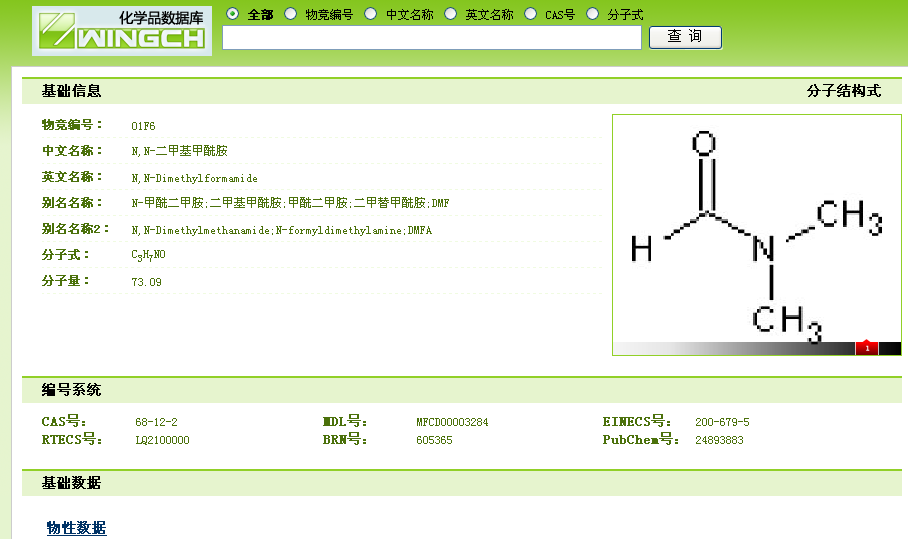 化学品数据库
WINGCH
全部 物竞编号 中文名称 英文名称 CAS号 分子式
查 询
基础信息 分子结构式
物竞编号: 01F6
中文名称: N,N-二甲基甲酰胺
英文名称: N,N-Dimethylformamide
别名名称: N-甲酰二甲胺;二甲基甲酰胺;甲酰二甲胺;二甲替甲酰胺;DMF
别名名称2: N,N-Dimethylmethanamide;N-formyldimethylamine;DMFA
分子式: C3H7NO
分子量: 73.09
O
H N CH3
CH3
1
编号系统
CAS号: 68-12-2 MDL号: MFCD00003284 EINECS号: 200-679-5
RTECS号: LQ2100000 BRN号: 605365 PubChem号: 24893883
基础数据
物性数据